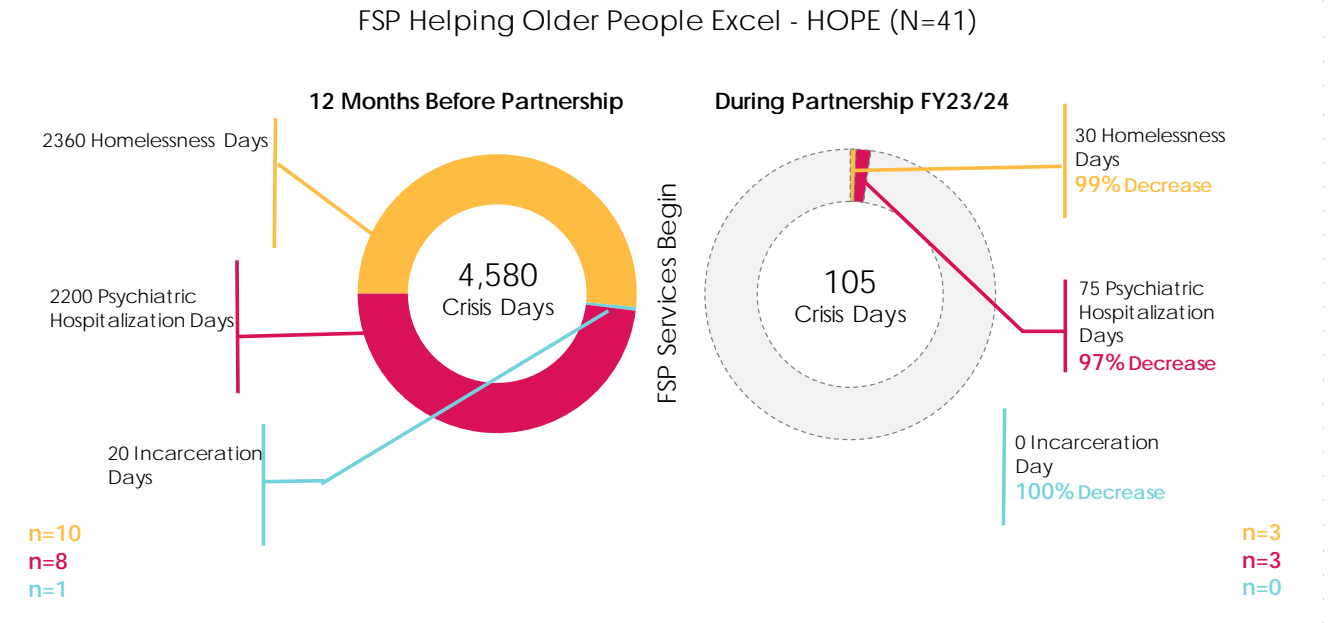 FSP Helping Older People Excel - HOPE (N=41)
12 Months Before Partnership
2360 Homelessness Days
4,580
Crisis Days
2200 Psychiatric
Hospitalization Days
20 Incarceration
Days
n=10
n=8
n=1
FSP Services Begin
During Partnership FY23/24
30 Homelessness
Days
99% Decrease
105
Crisis Days
75 Psychiatric
Hospitalization
Days
97% Decrease
0 Incarceration
Day
100% Decrease
n=3
n=3
n=0